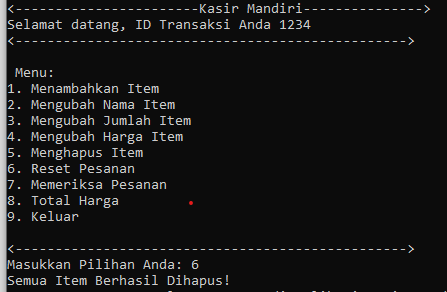 <-----------------------Kasir Mandiri--------------->
Selamat datang, ID Transaksi Anda 1234
<------------------------------------------------->
Menu:
1. Menambahkan Item
2. Mengubah Nama Item
3. Mengubah Jumlah Item
4. Mengubah Harga Item
5. Menghapus Item
6. Reset Pesanan
7. Memeriksa Pesanan
8. Total Harga
9. Keluar
<------------------------------------------------->
Masukkan Pilihan Anda: 6
Semua Item Berhasil Dihapus!